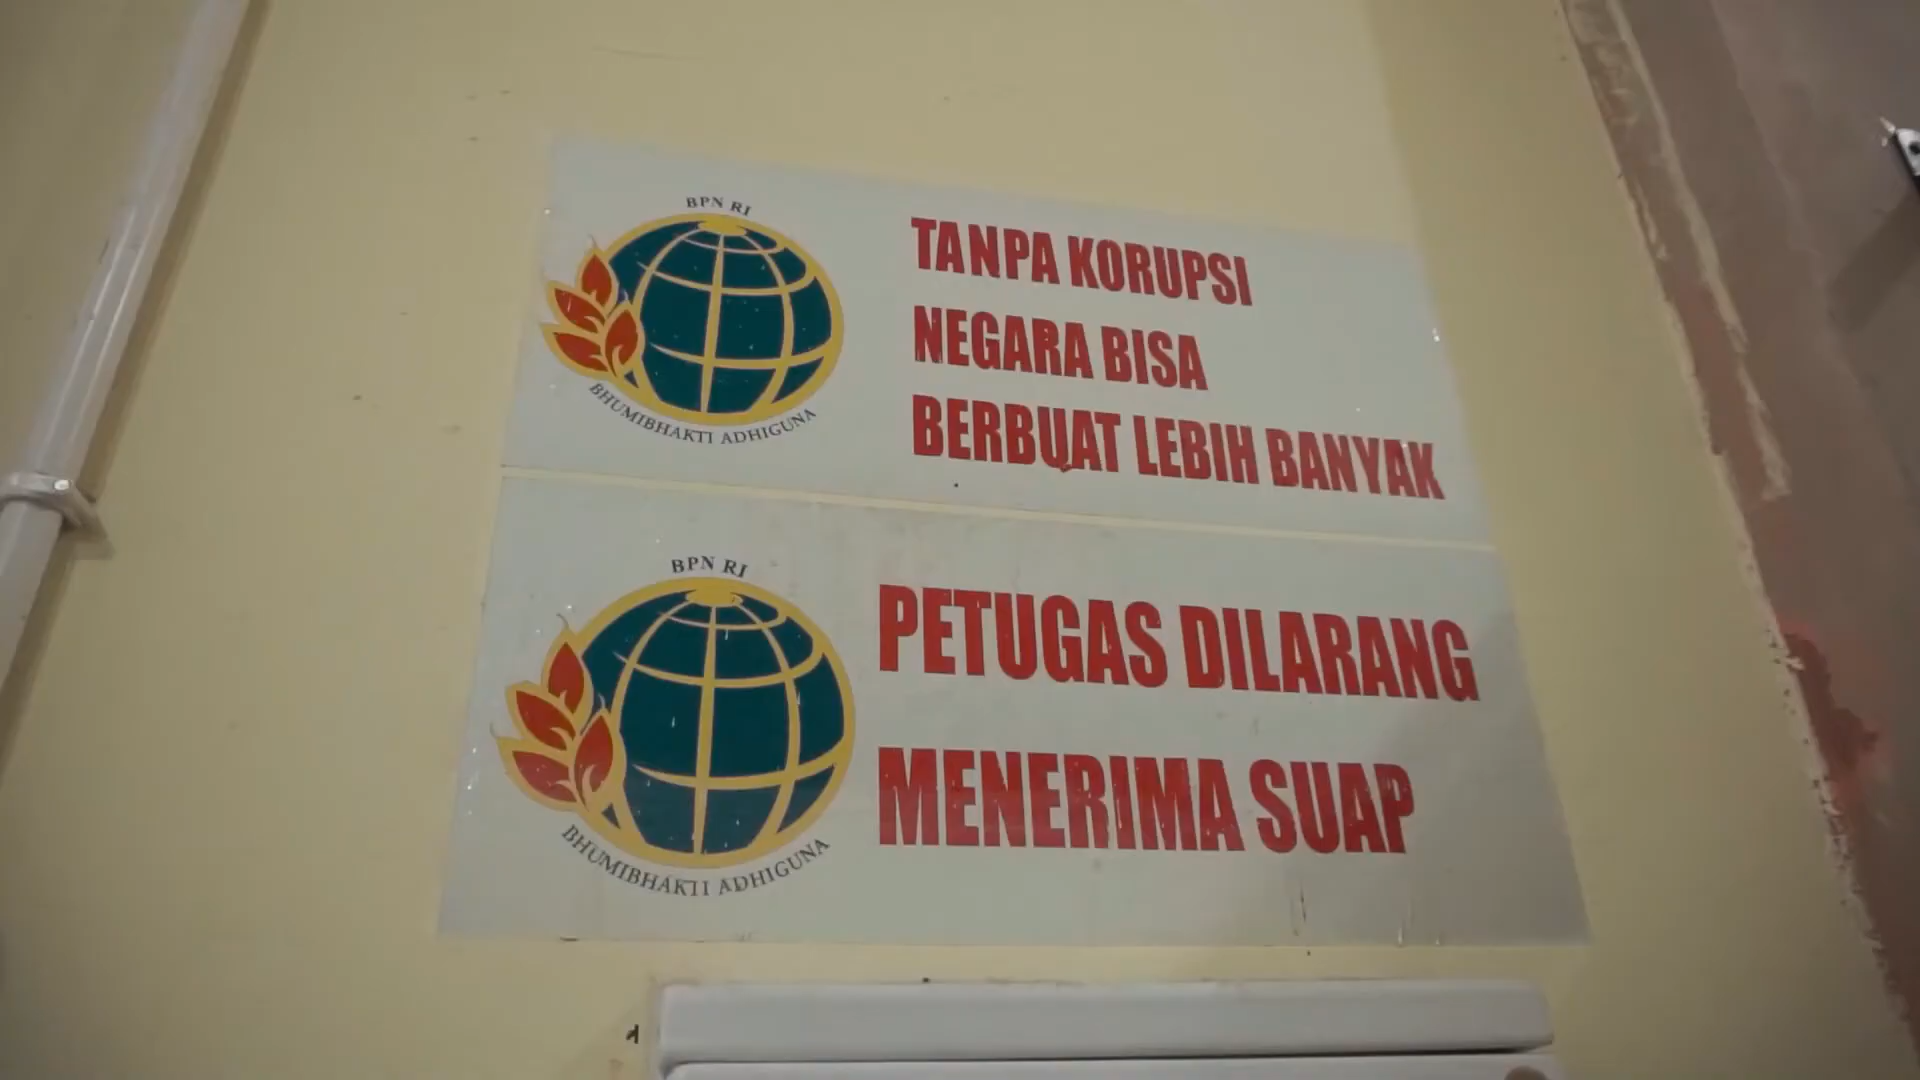 BPN RI
BHUMIBHAKTI ADHIGUNA
TANPA KORUPSI
NEGARA BISA
BERBUAT LEBIH BANYAK
BPN RI
BHUMIBHAKTI ADHIGUNA
PETUGAS DILARANG
MENERIMA SUAP